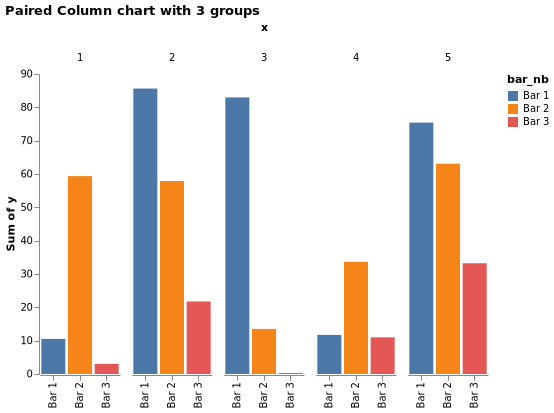 Paired Column chart with 3 groups
x
1 2 3 4 5
90
80
70
60
50
40
30
20
10
0
Sum of y
Bar 1 Bar 2 Bar 3 Bar 1 Bar 2 Bar 3 Bar 1 Bar 2 Bar 3 Bar 1 Bar 2 Bar 3 Bar 1 Bar 2 Bar 3
bar_nb
Bar 1
Bar 2
Bar 3